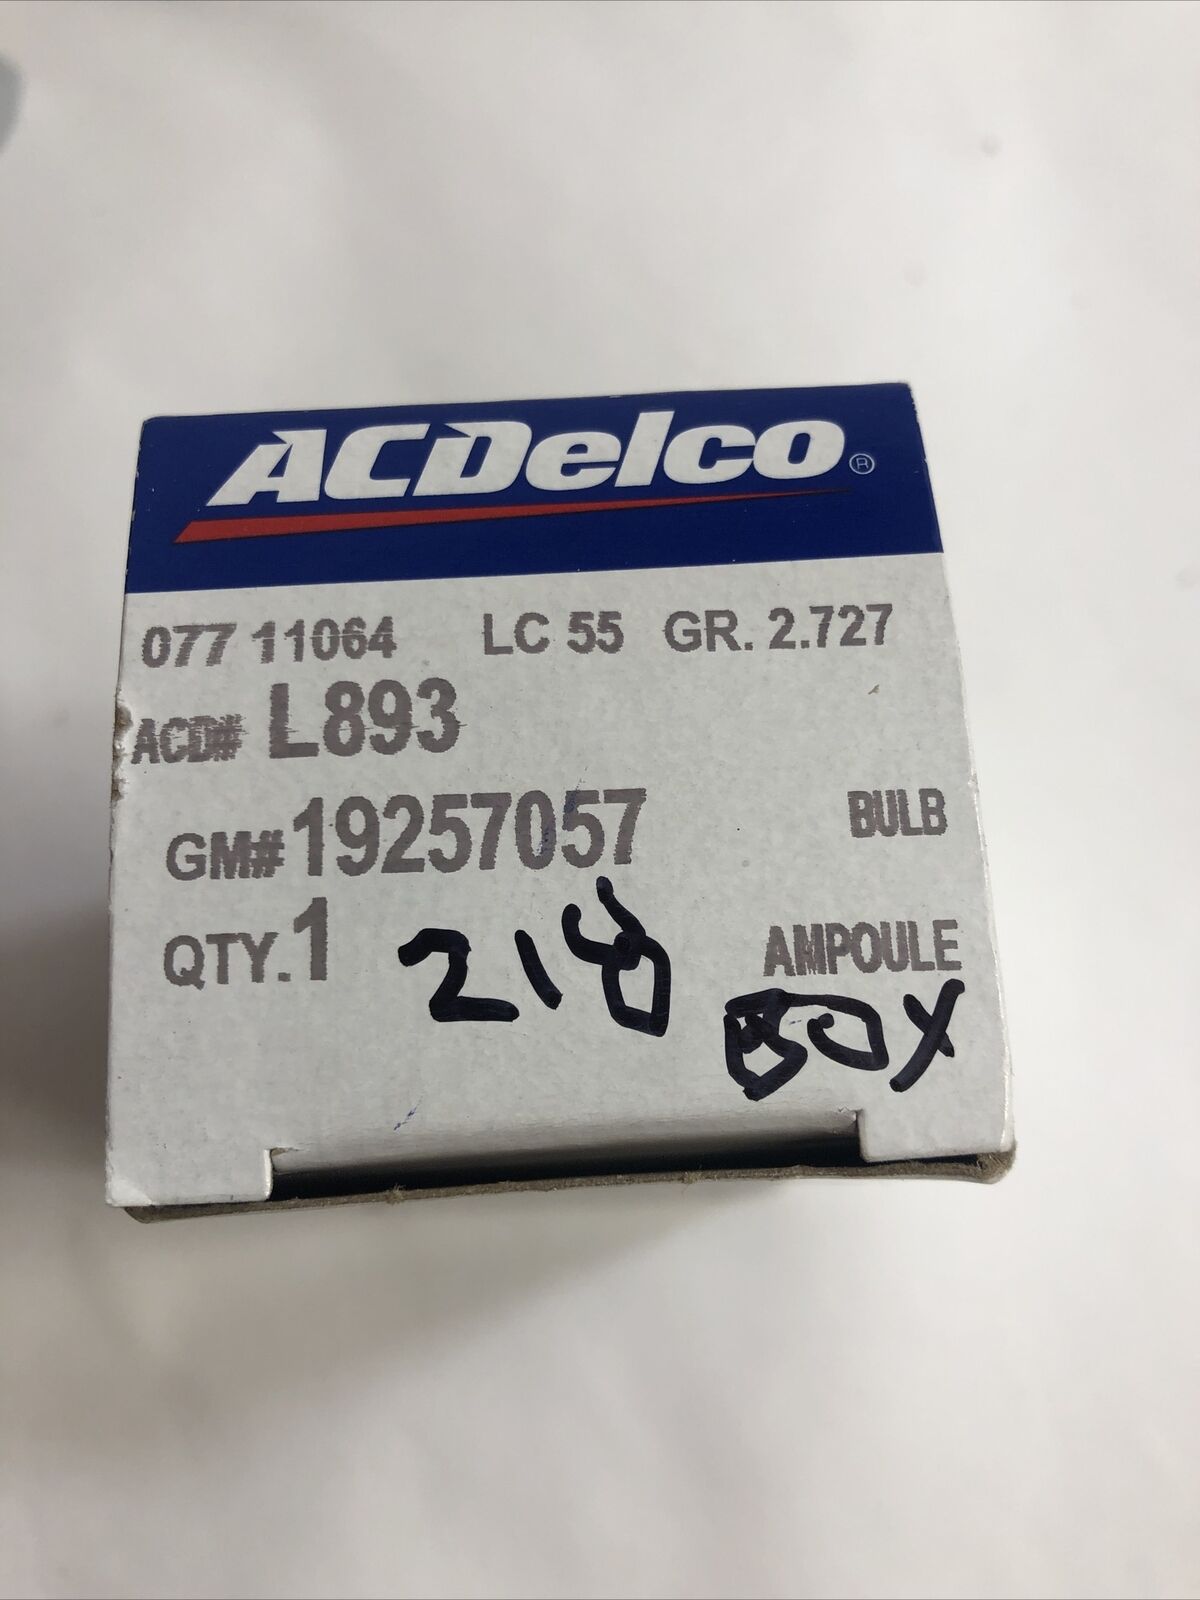 ACDelco ®
077 11064 LC 55 GR. 2.727
ACD# L893
GM# 19257057 BULB
QTY. 1 218 AMPOULE
BOX